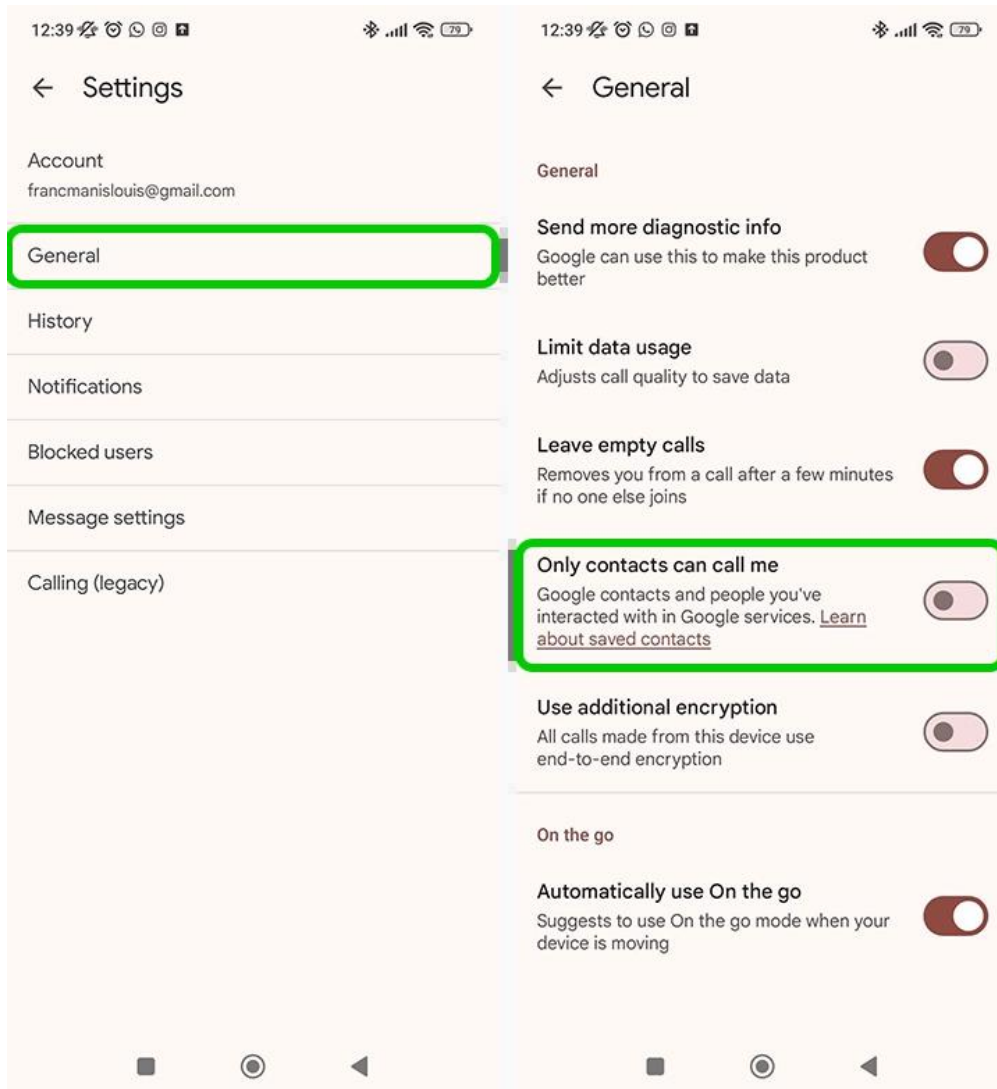 12:39
79
Settings
Account
francmanislouis@gmail.com
General
History
Notifications
Blocked users
Message settings
Calling (legacy)
12:39
79
General
General
Send more diagnostic info
Google can use this to make this product
better
Limit data usage
Adjusts call quality to save data
Leave empty calls
Removes you from a call after a few minutes
if no one else joins
Only contacts can call me
Google contacts and people you've
interacted with in Google services. Learn
about saved contacts
Use additional encryption
All calls made from this device use
end-to-end encryption
On the go
Automatically use On the go
Suggests to use On the go mode when your
device is moving